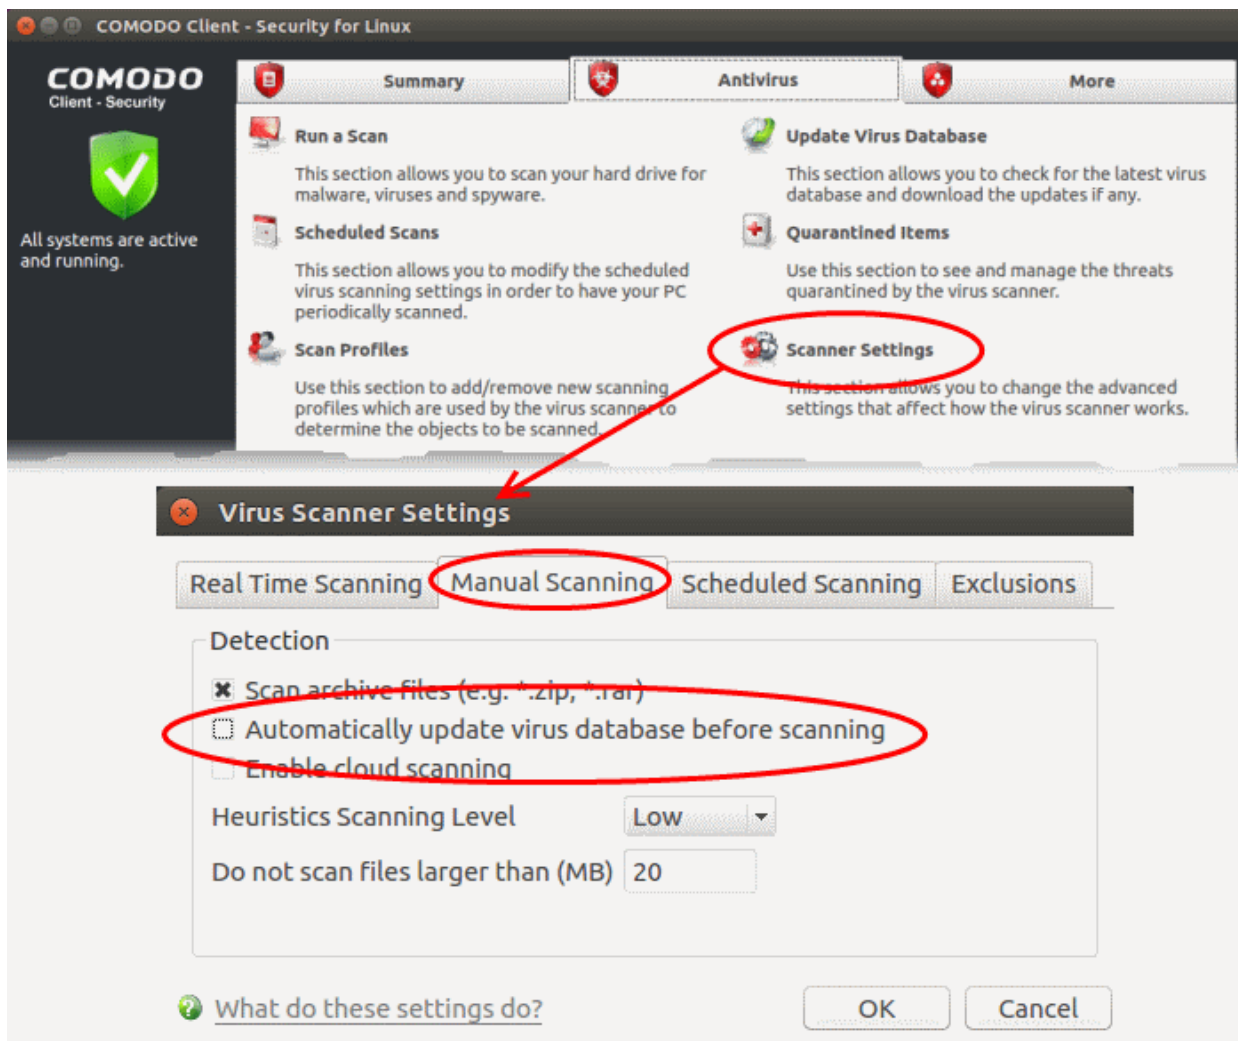 COMODO Client - Security for Linux
COMODO
Client - Security
All systems are active
and running.
Summary
Antivirus
More
Run a Scan
This section allows you to scan your hard drive for
malware, viruses and spyware.
Scheduled Scans
This section allows you to modify the scheduled
virus scanning settings in order to have your PC
periodically scanned.
Scan Profiles
Use this section to add/remove new scanning
profiles which are used by the virus scanner to
determine the objects to be scanned.
Update Virus Database
This section allows you to check for the latest virus
database and download the updates if any.
Quarantined Items
Use this section to see and manage the threats
quarantined by the virus scanner.
Scanner Settings
This section allows you to change the advanced
settings that affect how the virus scanner works.
Virus Scanner Settings
Real Time Scanning
Manual Scanning
Scheduled Scanning
Exclusions
Detection
Scan archive files (e.g. *.zip, *.rar)
Automatically update virus database before scanning
Enable cloud scanning
Heuristics Scanning Level Low
Do not scan files larger than (MB) 20
What do these settings do?
OK
Cancel